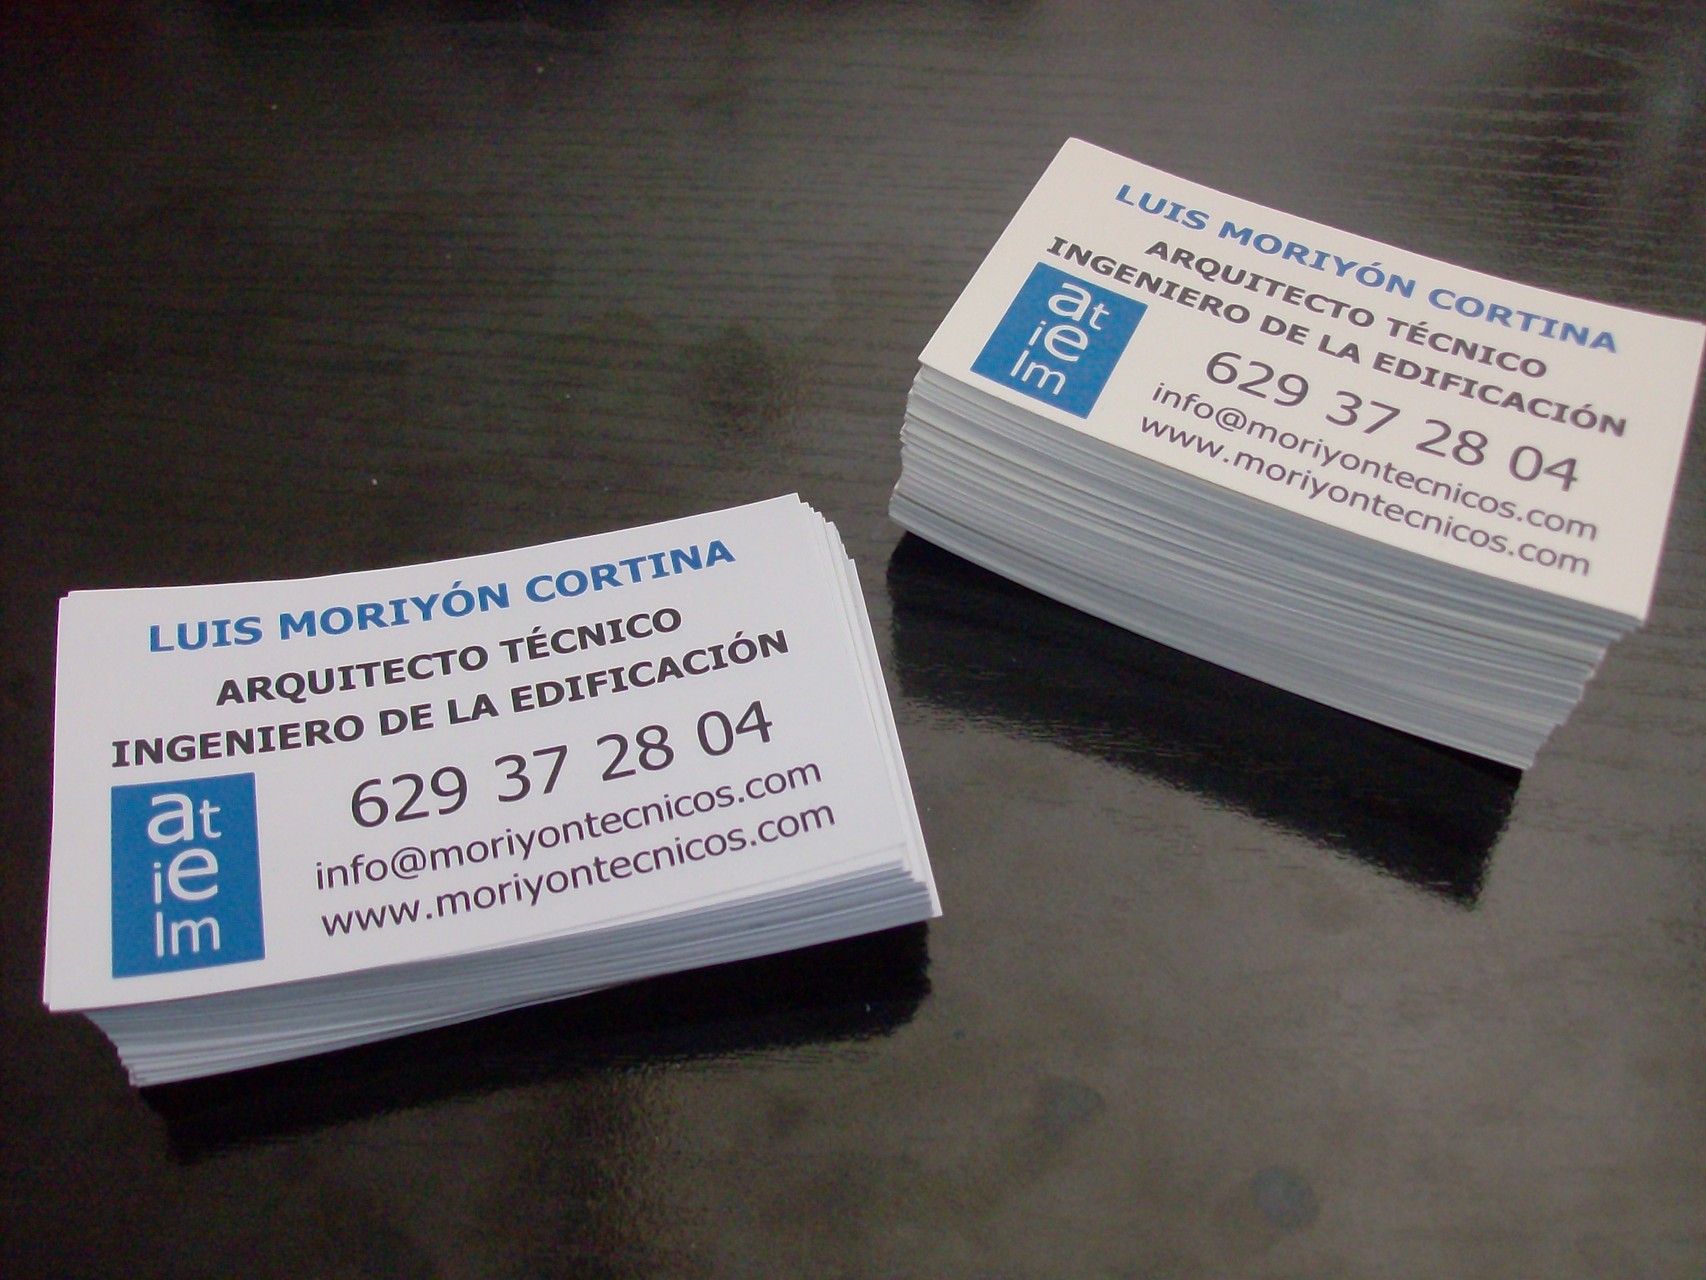 LUIS MORIYÓN CORTINA
ARQUITECTO TÉCNICO
INGENIERO DE LA EDIFICACIÓN
629 37 28 04
info@moriyontecnicos.com
www.moriyontecnicos.com
at
ie
lm
LUIS MORIYÓN CORTINA
ARQUITECTO TÉCNICO
INGENIERO DE LA EDIFICACIÓN
629 37 28 04
info@moriyontecnicos.com
www.moriyontecnicos.com
at
ie
lm